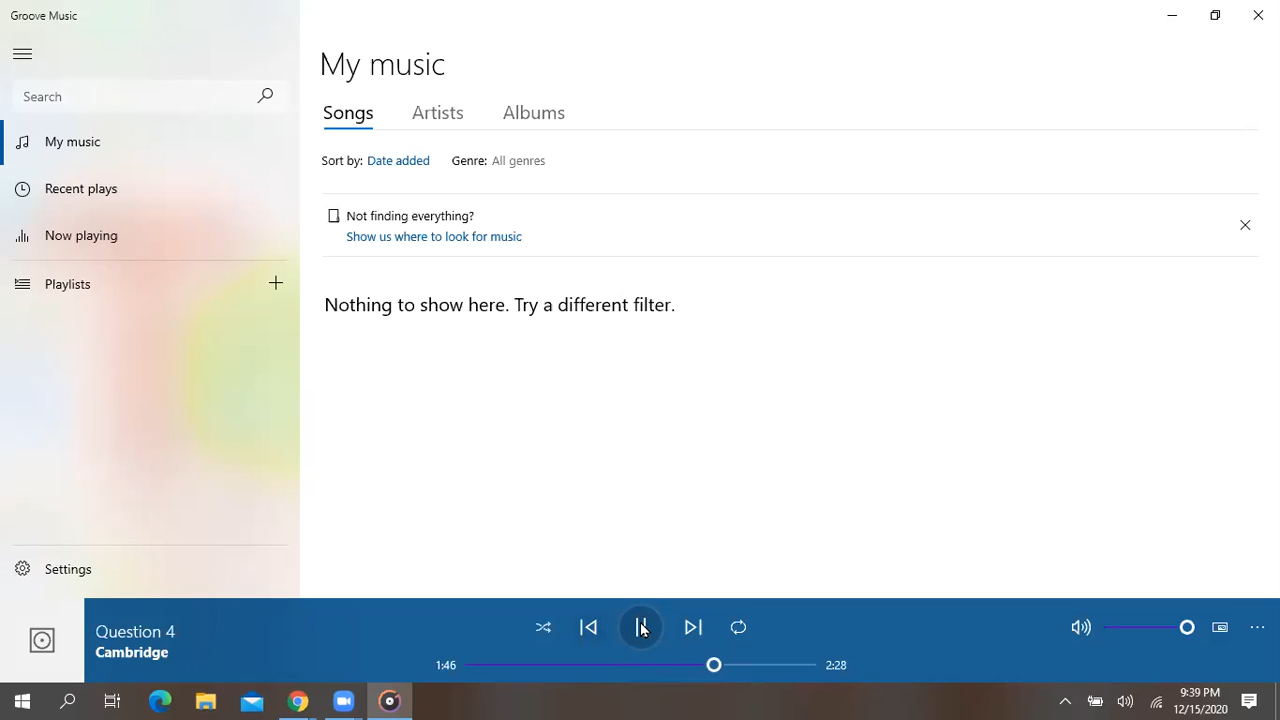 Groove Music
Search
My music
Recent plays
Now playing
Playlists
Settings
My music
Songs Artists Albums
Sort by: Date added Genre: All genres
Not finding everything?
Show us where to look for music
Nothing to show here. Try a different filter.
Question 4
Cambridge
1:46
2:28
9:39 PM
12/15/2020